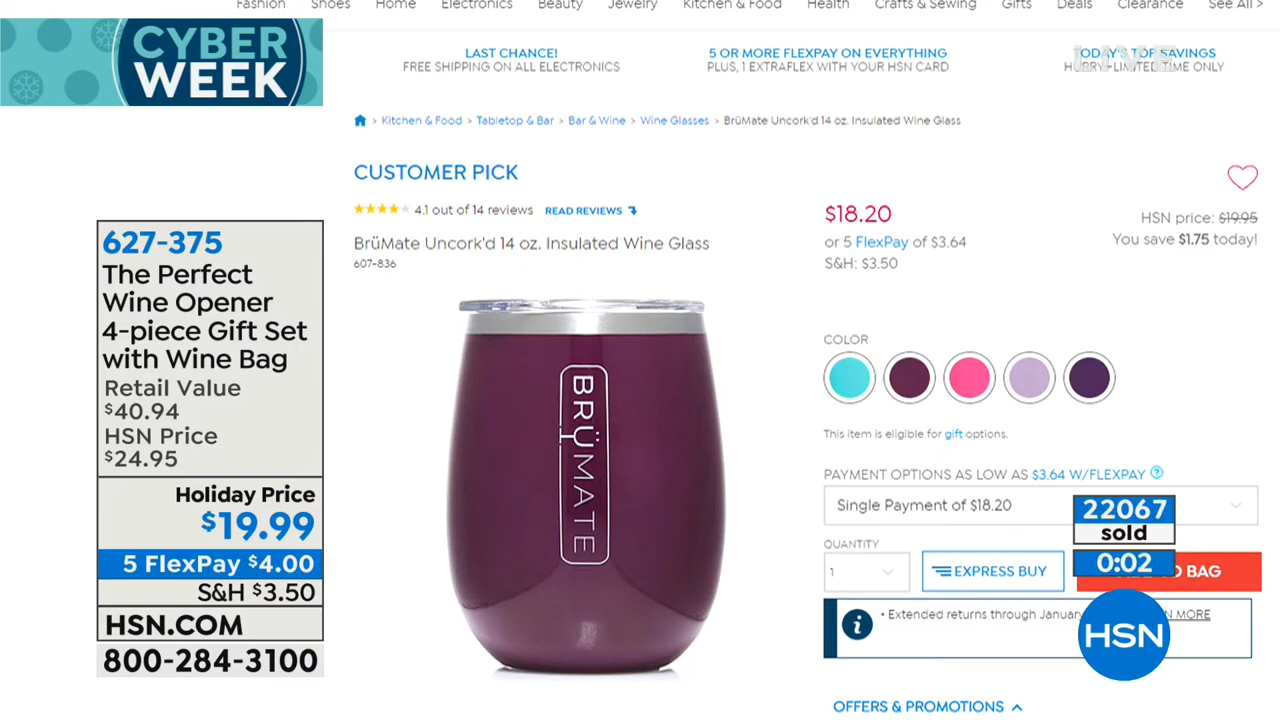 Fashion Shoes Home Electronics Beauty Jewelry Kitchen & Food Health Crafts & Sewing Gifts Deals Clearance See All >
CYBER
WEEK
LAST CHANCE!
FREE SHIPPING ON ALL ELECTRONICS
5 OR MORE FLEXPAY ON EVERYTHING
PLUS, 1 EXTRAFLEX WITH YOUR HSN CARD
TODAY'S TOP SAVINGS
HURRY-LIMITED TIME ONLY
LIVE
> Kitchen & Food > Tabletop & Bar > Bar & Wine > Wine Glasses > BrüMate Uncork'd 14 oz. Insulated Wine Glass
CUSTOMER PICK
4.1 out of 14 reviews READ REVIEWS
BrüMate Uncork'd 14 oz. Insulated Wine Glass
607-836
BRÜMATE
$18.20
or 5 FlexPay of $3.64
S&H: $3.50
HSN price: $19.95
You save $1.75 today!
COLOR
This item is eligible for gift options.
PAYMENT OPTIONS AS LOW AS $3.64 W/FLEXPAY ?
Single Payment of $18.20
QUANTITY
1
EXPRESS BUY
TO BAG
22067
sold
0:02
i
• Extended returns through January
MORE
HSN
OFFERS & PROMOTIONS
627-375
The Perfect
Wine Opener
4-piece Gift Set
with Wine Bag
Retail Value
$40.94
HSN Price
$24.95
Holiday Price
$19.99
5 FlexPay $4.00
S&H $3.50
HSN.COM
800-284-3100